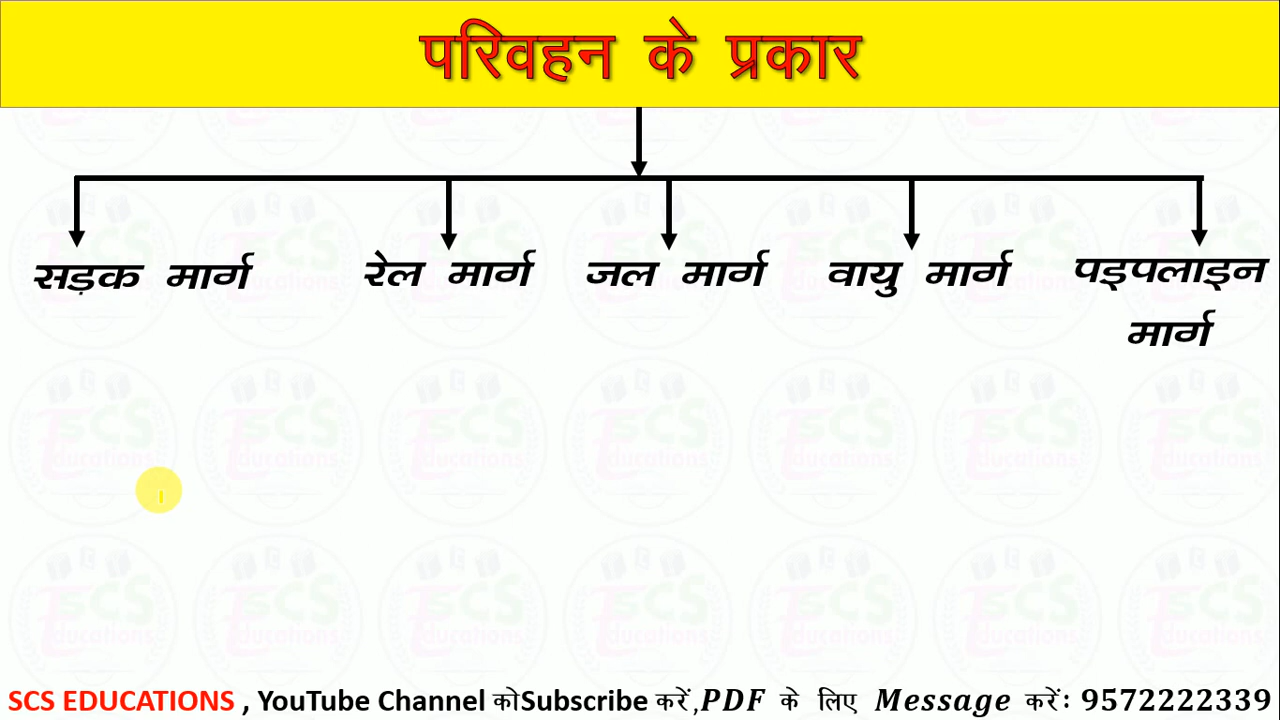 परिवहन के प्रकार
सड़क मार्ग रेल मार्ग जल मार्ग वायु मार्ग पइपलाइन
मार्ग
SCS EDUCATIONS , YouTube Channel कोSubscribe करें,PDF के लिए Message करेंः 9572222339